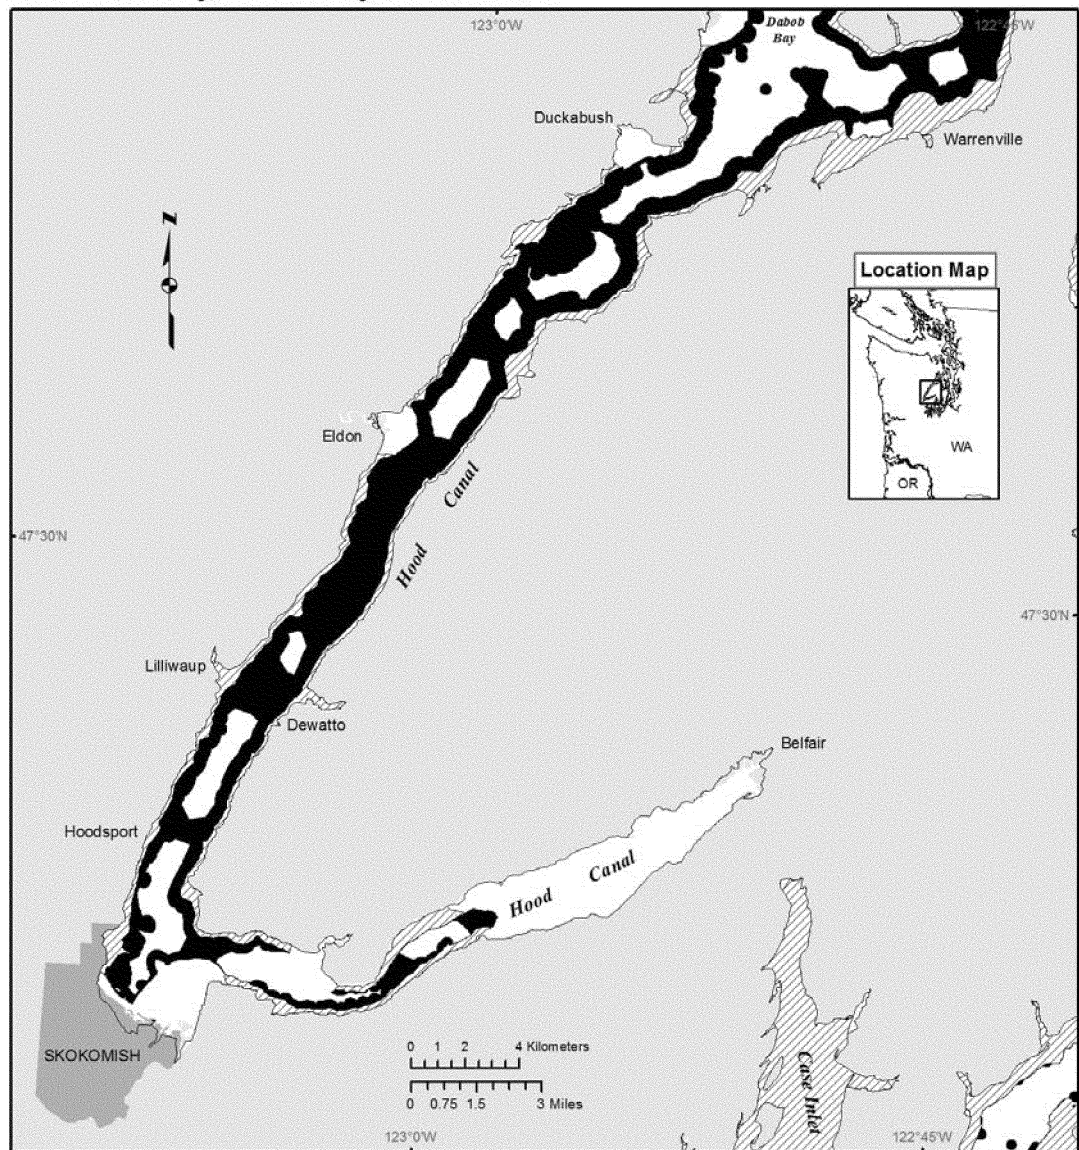 123°0'W
122°45'W
Dabob
Bay
Duckabush
Warrenville
N
Location Map
WA
OR
Eldon
Canal
Hood
47°30'N
47°30'N
Lilliwaup
Dewatto
Belfair
Hoodsport
Hood Canal
SKOKOMISH
0 1 2 4 Kilometers
0 0.75 1.5 3 Miles
Case Inlet
123°0'W
122°45'W